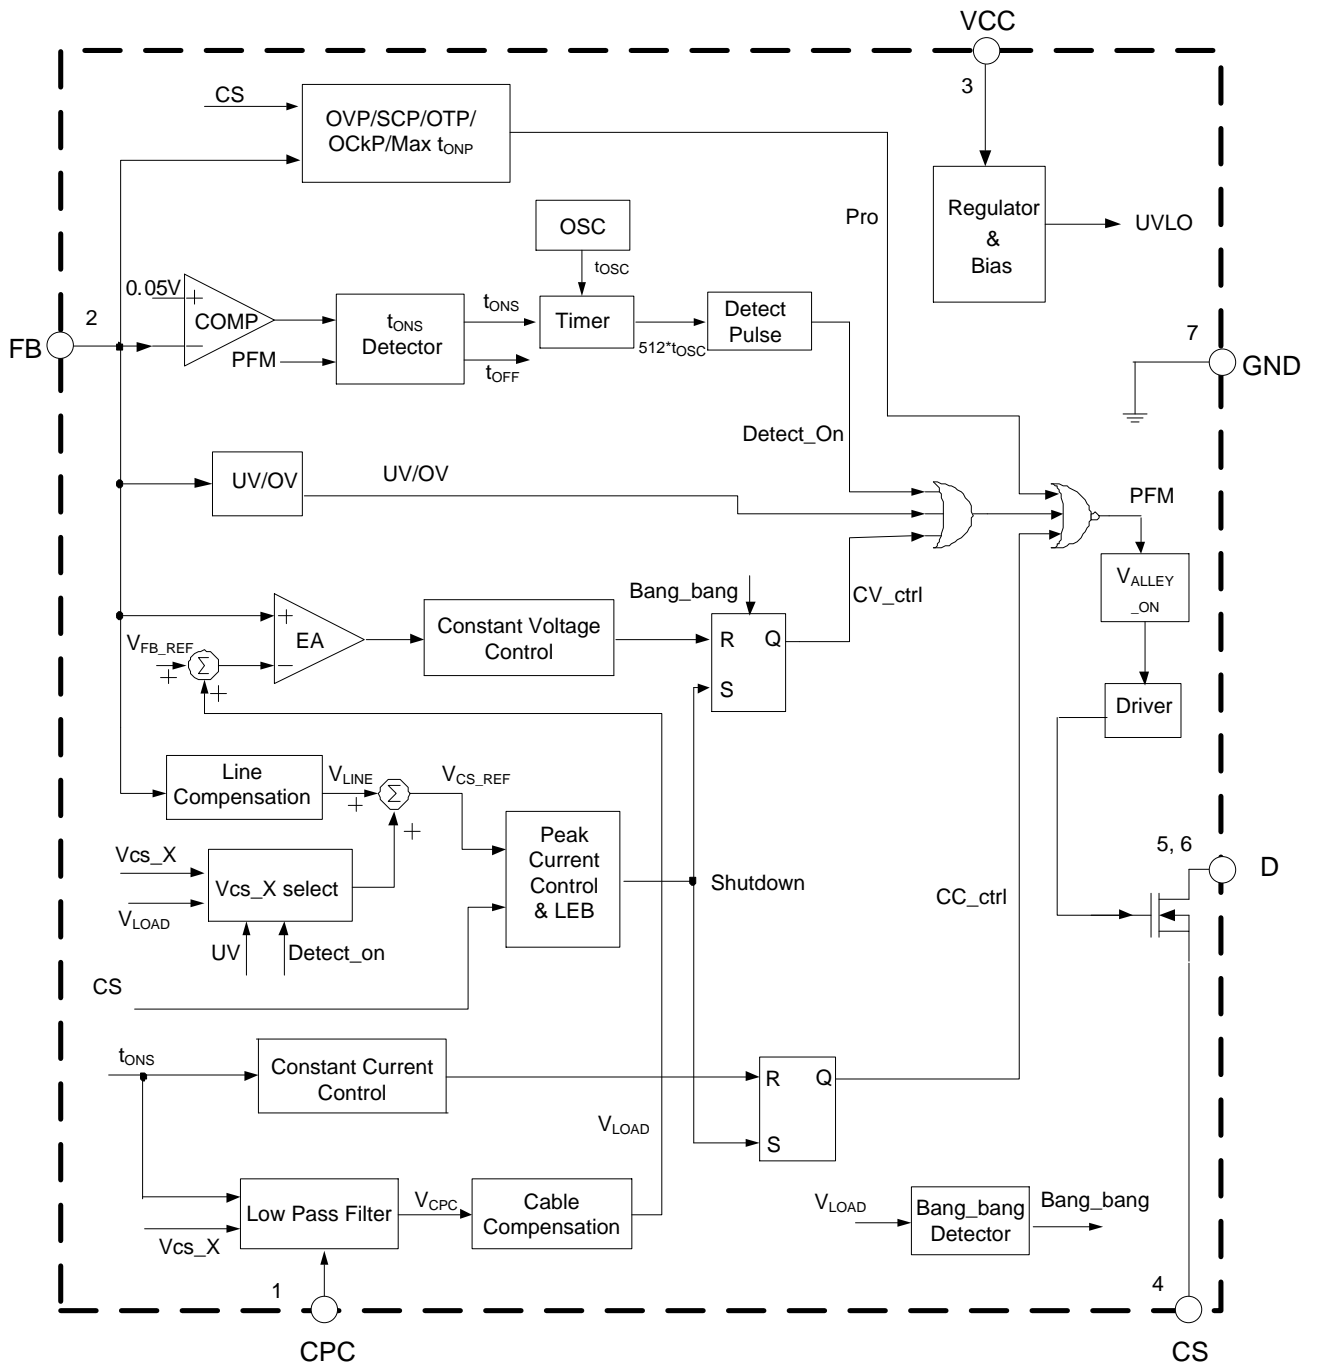 VCC
3
CS
OVP/SCP/OTP/
OCkP/Max tONP
Regulator
&
Bias
UVLO
Pro
OSC
tOSC
0.05V
+
COMP
−
2
FB
tONS
Detector
PFM
tONS
tOFF
Timer
512*tOSC
Detect
Pulse
7
GND
Detect_On
UV/OV
UV/OV
PFM
VALLEY
_ON
Bang_bang
CV_ctrl
+
EA
−
VFB_REF
+
Σ
+
Constant Voltage
Control
R
Q
S
Driver
Line
Compensation
VLINE
+
Σ
+
VCS_REF
Vcs_X
VLOAD
Vcs_X select
UV
Detect_on
Peak
Current
Control
& LEB
Shutdown
CC_ctrl
5, 6
D
CS
tONS
Constant Current
Control
R
Q
S
VLOAD
Low Pass Filter
Vcs_X
VCPC
Cable
Compensation
VLOAD
Bang_bang
Detector
Bang_bang
1
CPC
4
CS